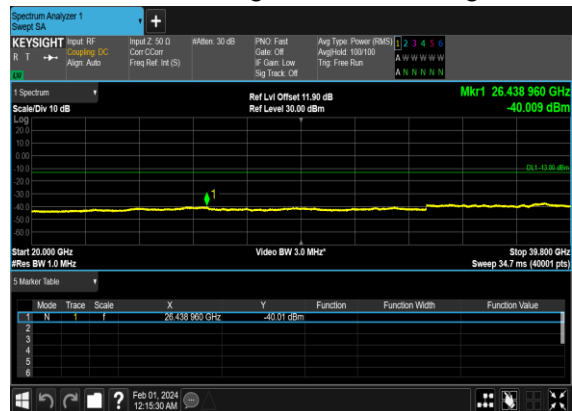 Spectrum Analyzer 1
Swept SA
+
KEYSIGHT Input: RF Input Z: 50 Ω #Atten: 30 dB PNO: Fast Avg Type: Power (RMS) 1 2 3 4 5 6
R T Coupling: DC Corr CCorr Gate: Off Avg|Hold: 100/100 A W W W W W
Align: Auto Freq Ref: Int (S) IF Gain: Low Trig: Free Run
Sig Track: Off A N N N N N
LXI
1 Spectrum
Ref Lvl Offset 11.90 dB Mkr1 26.438 960 GHz
Scale/Div 10 dB Ref Level 30.00 dBm -40.009 dBm
Log
20.0
10.0
0.00
-10.0
DL1 -13.00 dBm
-20.0
-30.0
1
-40.0
-50.0
-60.0
Start 20.000 GHz Video BW 3.0 MHz* Stop 39.800 GHz
#Res BW 1.0 MHz Sweep 34.7 ms (40001 pts)
5 Marker Table
Mode Trace Scale X Y Function Function Width Function Value
1 N 1 f 26.438 960 GHz -40.01 dBm
2
3
4
5
6
? Feb 01, 2024
12:15:30 AM